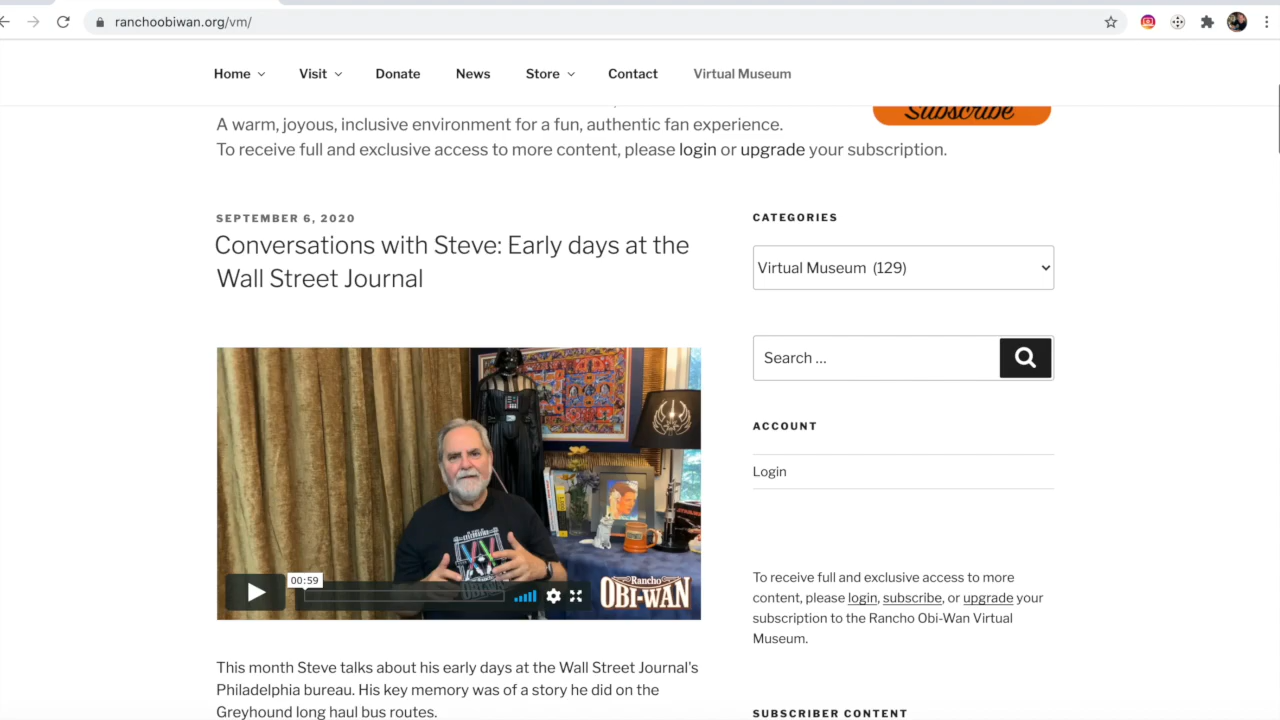 ranchoobiwan.org/vm/
Home Visit Donate News Store Contact Virtual Museum
Subscribe
A warm, joyous, inclusive environment for a fun, authentic fan experience.
To receive full and exclusive access to more content, please login or upgrade your subscription.
SEPTEMBER 6, 2020
Conversations with Steve: Early days at the
Wall Street Journal
00:59
Rancho
OBI-WAN
This month Steve talks about his early days at the Wall Street Journal's
Philadelphia bureau. His key memory was of a story he did on the
Greyhound long haul bus routes.
CATEGORIES
Virtual Museum (129)
Search ...
ACCOUNT
Login
To receive full and exclusive access to more
content, please login, subscribe, or upgrade your
subscription to the Rancho Obi-Wan Virtual
Museum.
SUBSCRIBER CONTENT